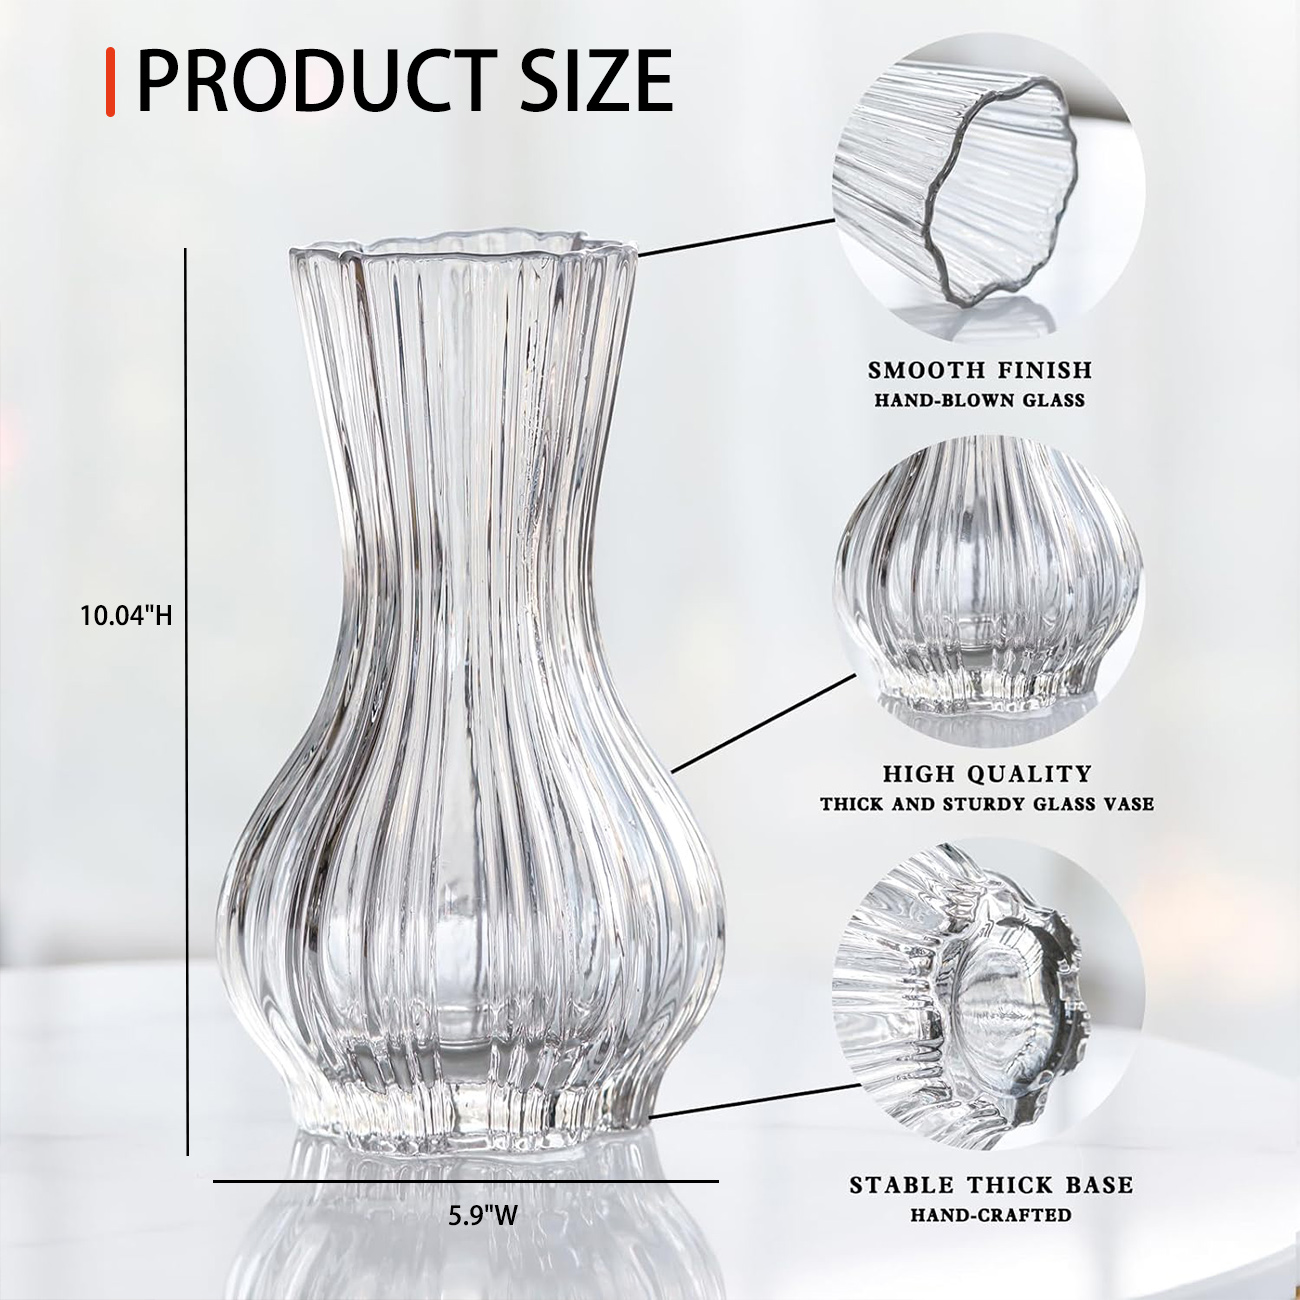 PRODUCT SIZE
SMOOTH FINISH
HAND-BLOWN GLASS
10.04"H
HIGH QUALITY
THICK AND STURDY GLASS VASE
STABLE THICK BASE
HAND-CRAFTED
5.9"W